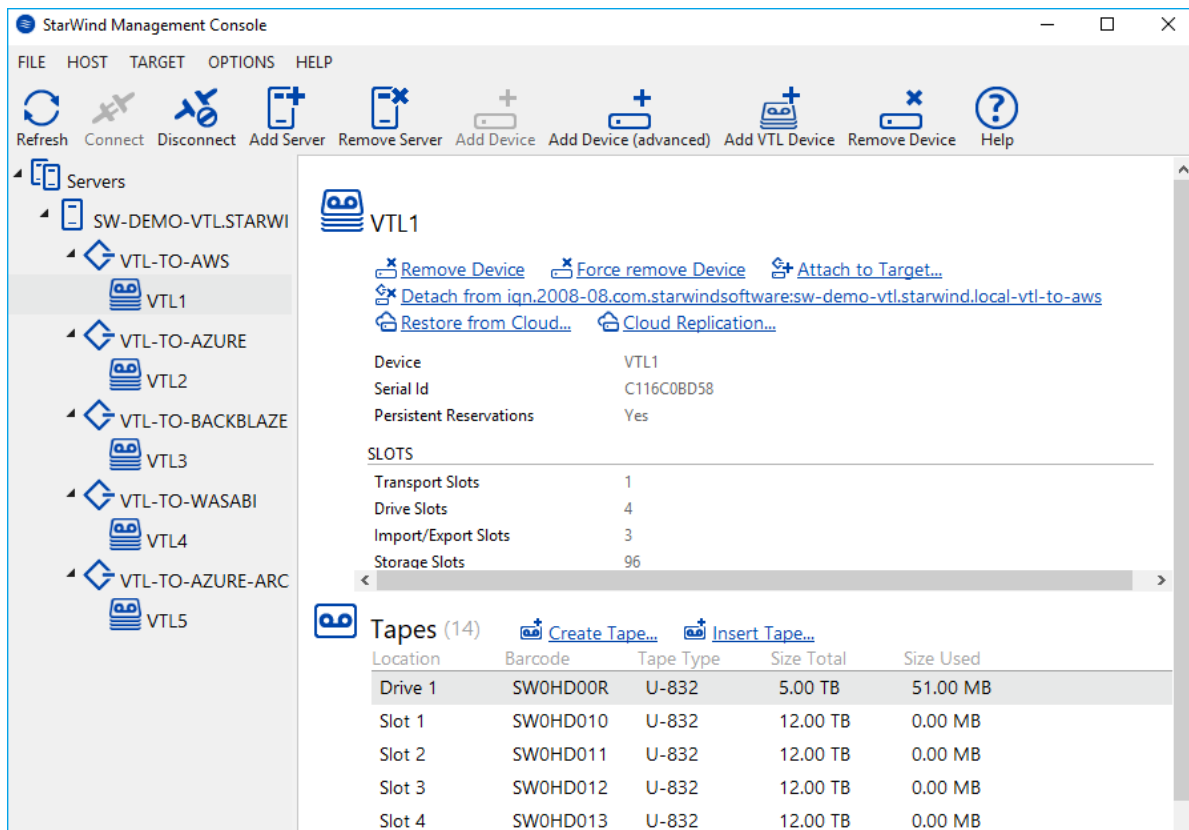 StarWind Management Console
FILE HOST TARGET OPTIONS HELP
Refresh Connect Disconnect Add Server Remove Server Add Device Add Device (advanced) Add VTL Device Remove Device Help
Servers
SW-DEMO-VTL.STARWI
VTL-TO-AWS
VTL1
VTL-TO-AZURE
VTL2
VTL-TO-BACKBLAZE
VTL3
VTL-TO-WASABI
VTL4
VTL-TO-AZURE-ARC
VTL5
VTL1
Remove Device Force remove Device Attach to Target...
Detach from iqn.2008-08.com.starwindsoftware:sw-demo-vtl.starwind.local-vtl-to-aws
Restore from Cloud... Cloud Replication...
Device VTL1
Serial Id C116C0BD58
Persistent Reservations Yes
SLOTS
Transport Slots 1
Drive Slots 4
Import/Export Slots 3
Storage Slots 96
Tapes (14) Create Tape... Insert Tape...
Location Barcode Tape Type Size Total Size Used
Drive 1 SW0HD00R U-832 5.00 TB 51.00 MB
Slot 1 SW0HD010 U-832 12.00 TB 0.00 MB
Slot 2 SW0HD011 U-832 12.00 TB 0.00 MB
Slot 3 SW0HD012 U-832 12.00 TB 0.00 MB
Slot 4 SW0HD013 U-832 12.00 TB 0.00 MB